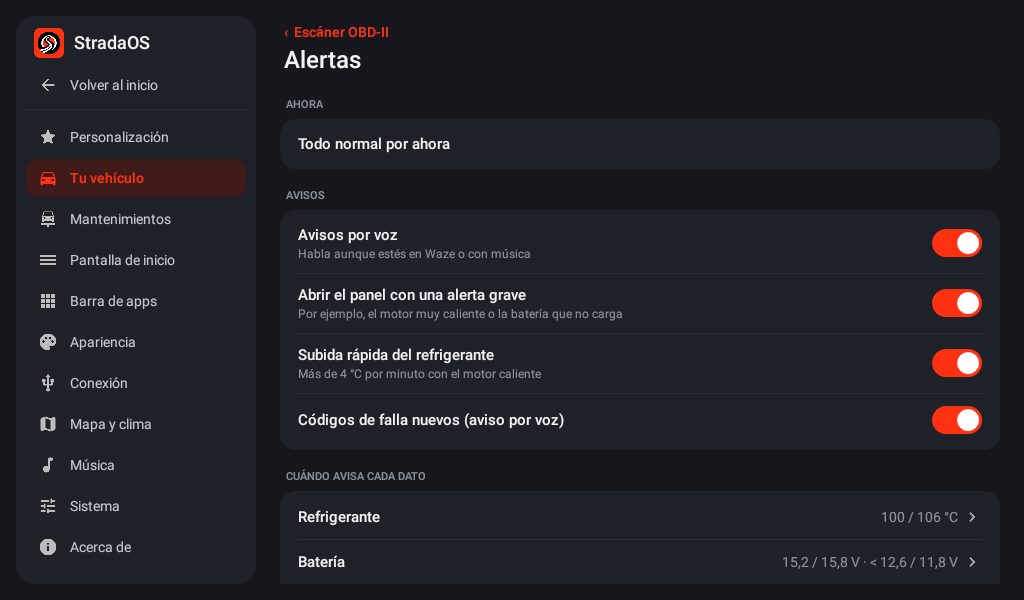 StradaOS
Volver al inicio
Personalización
Tu vehículo
Mantenimientos
Pantalla de inicio
Barra de apps
Apariencia
Conexión
Mapa y clima
Música
Sistema
Acerca de
‹ Escáner OBD-II
Alertas
AHORA
Todo normal por ahora
AVISOS
Avisos por voz
Habla aunque estés en Waze o con música
Abrir el panel con una alerta grave
Por ejemplo, el motor muy caliente o la batería que no carga
Subida rápida del refrigerante
Más de 4 °C por minuto con el motor caliente
Códigos de falla nuevos (aviso por voz)
CUÁNDO AVISA CADA DATO
Refrigerante 100 / 106 °C
Batería 15,2 / 15,8 V · < 12,6 / 11,8 V